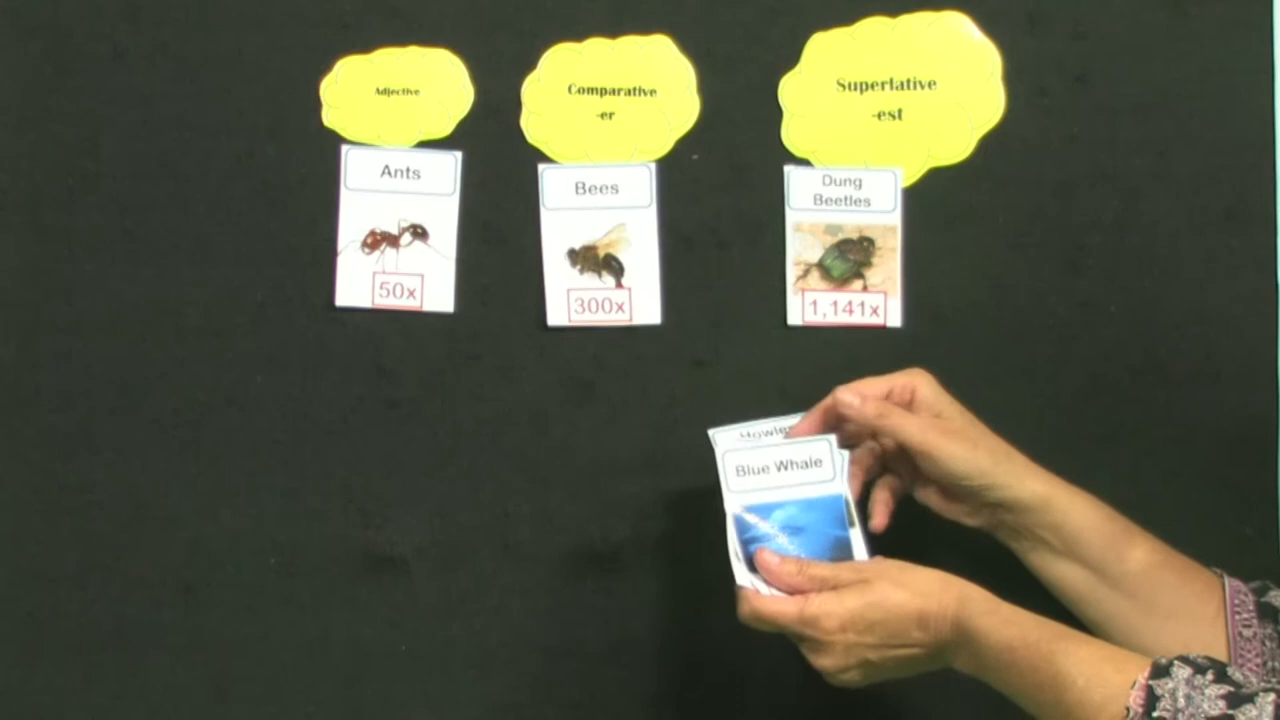 Adjective
Comparative
-er
Superlative
-est
Ants
50x
Bees
300x
Dung
Beetles
1,141x
Blue Whale